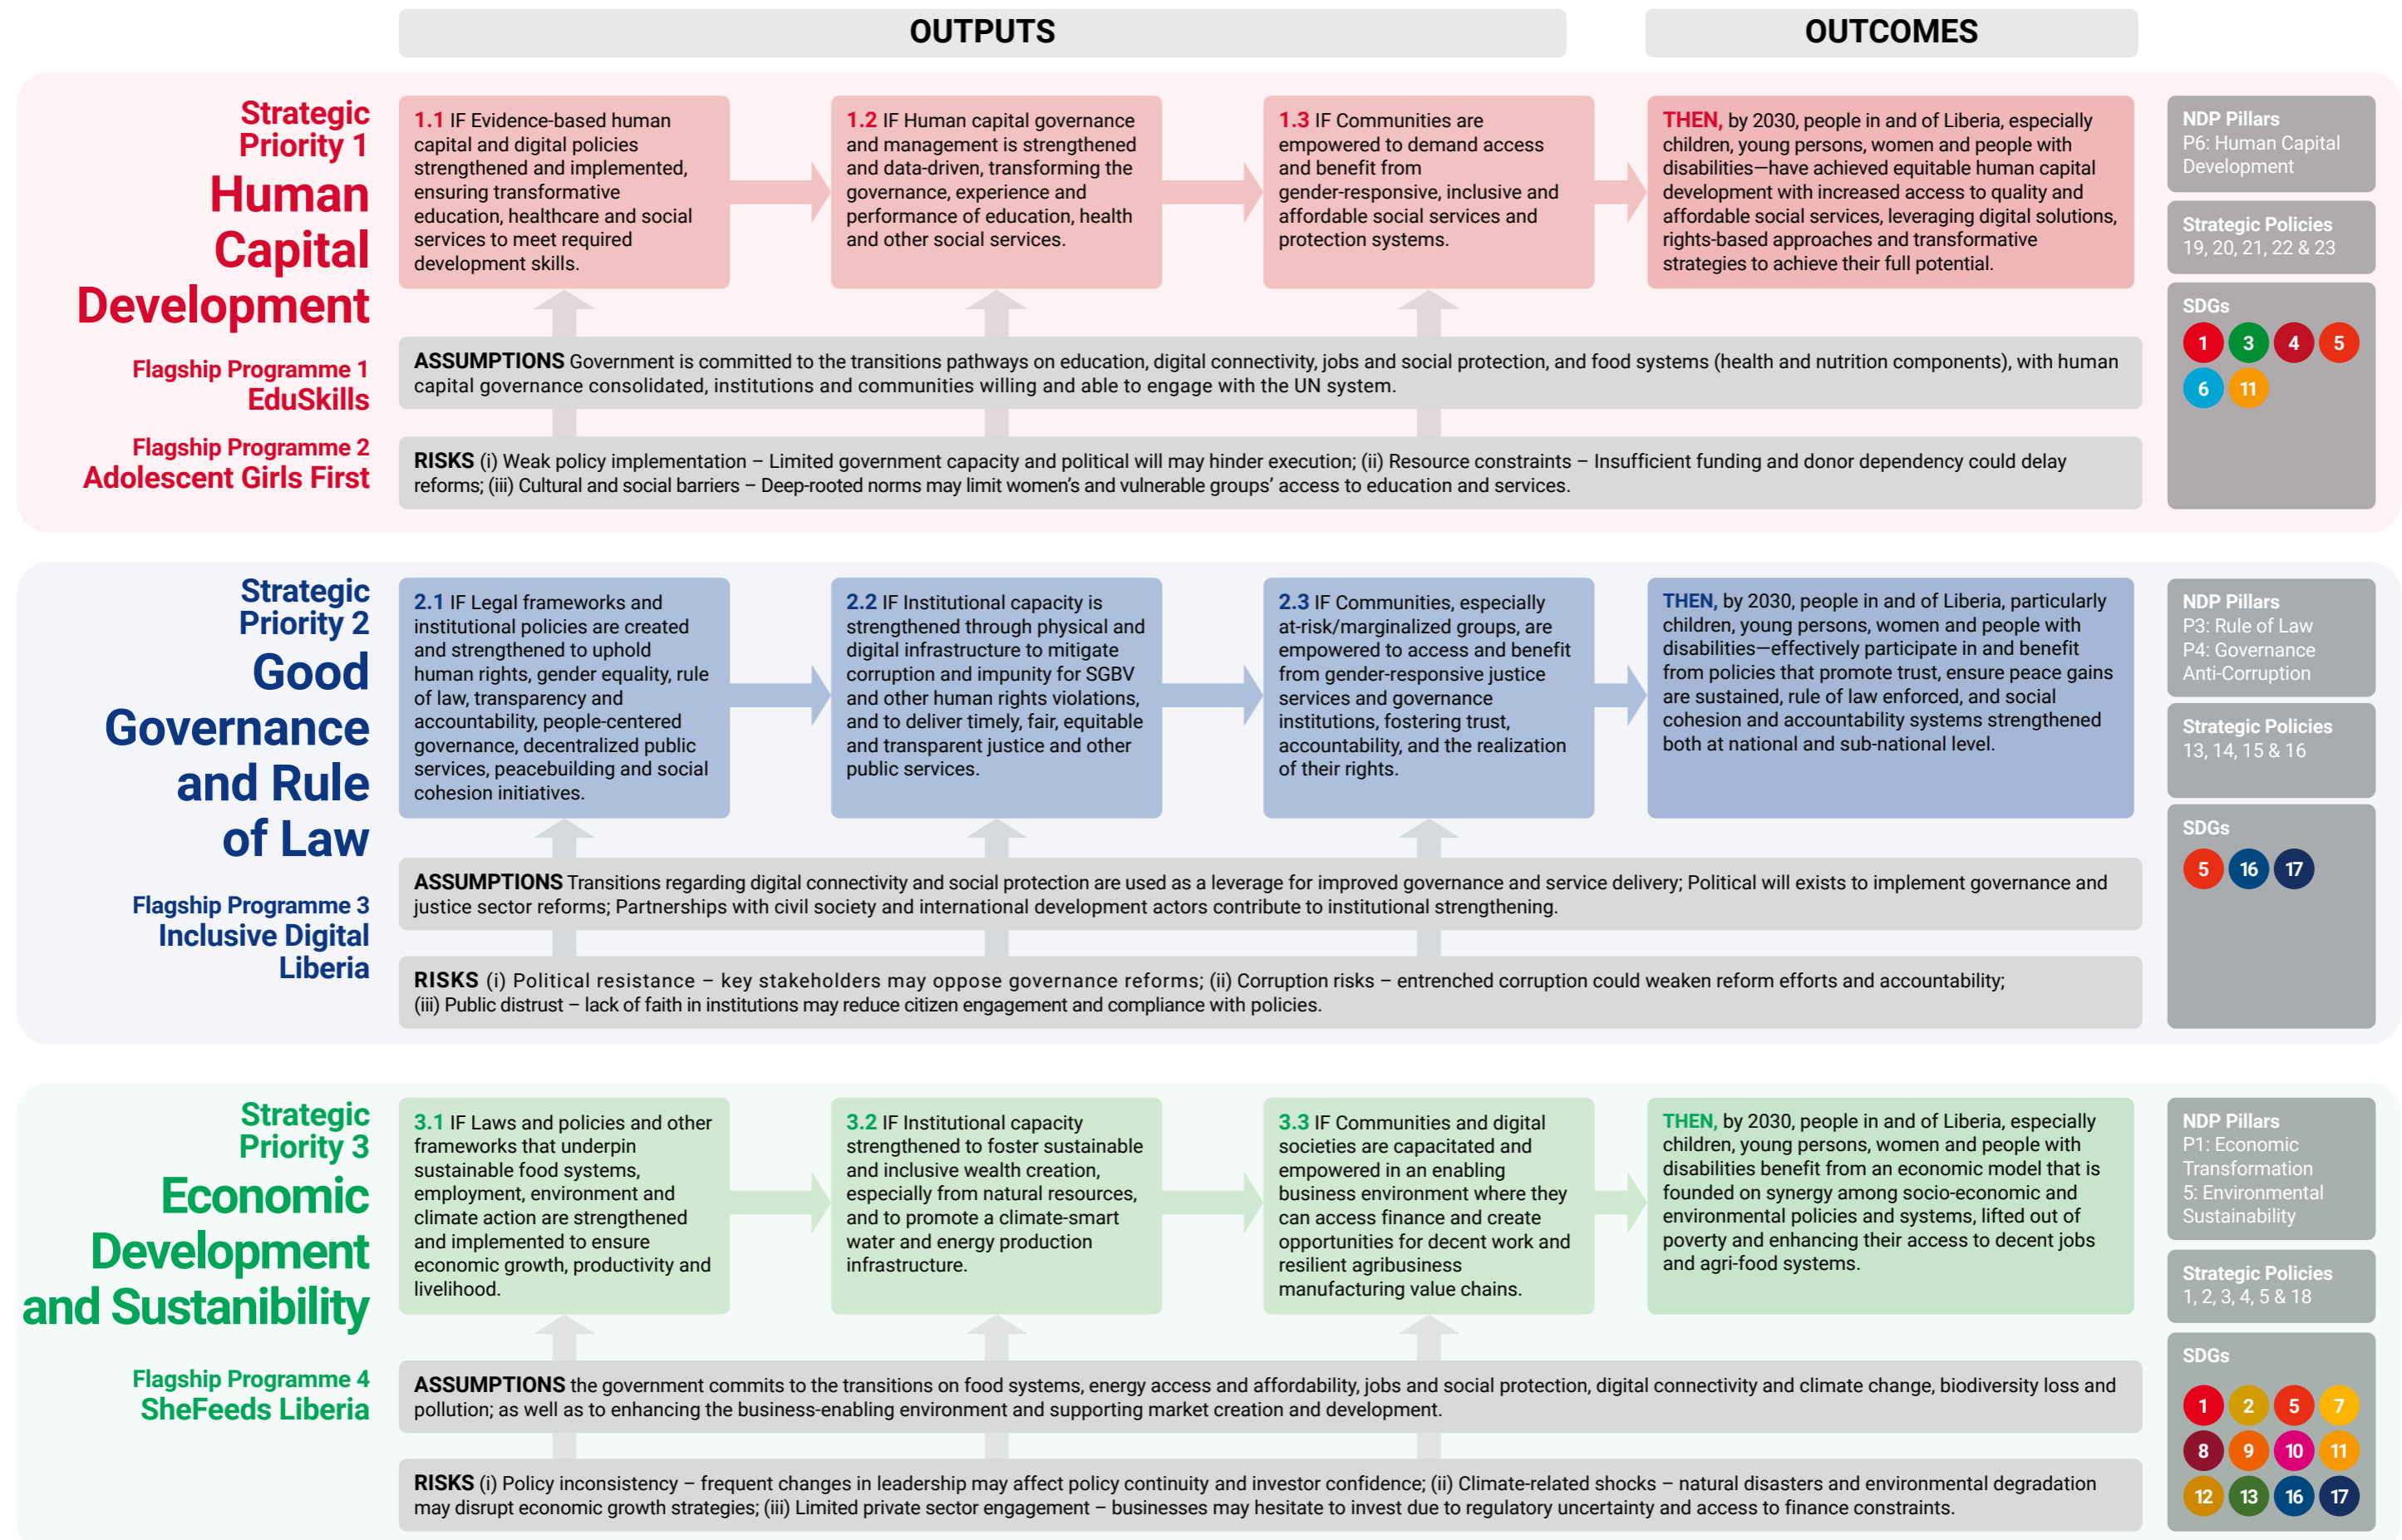 OUTPUTS
OUTCOMES
Strategic
Priority 1
Human
Capital
Development
Flagship Programme 1
EduSkills
Flagship Programme 2
Adolescent Girls First
1.1 IF Evidence-based human
capital and digital policies
strengthened and implemented,
ensuring transformative
education, healthcare and social
services to meet required
development skills.
1.2 IF Human capital governance
and management is strengthened
and data-driven, transforming the
governance, experience and
performance of education, health
and other social services.
1.3 IF Communities are
empowered to demand access
and benefit from
gender-responsive, inclusive and
affordable social services and
protection systems.
THEN, by 2030, people in and of Liberia, especially
children, young persons, women and people with
disabilities—have achieved equitable human capital
development with increased access to quality and
affordable social services, leveraging digital solutions,
rights-based approaches and transformative
strategies to achieve their full potential.
ASSUMPTIONS Government is committed to the transitions pathways on education, digital connectivity, jobs and social protection, and food systems (health and nutrition components), with human
capital governance consolidated, institutions and communities willing and able to engage with the UN system.
RISKS (i) Weak policy implementation – Limited government capacity and political will may hinder execution; (ii) Resource constraints – Insufficient funding and donor dependency could delay
reforms; (iii) Cultural and social barriers – Deep-rooted norms may limit women's and vulnerable groups' access to education and services.
NDP Pillars
P6: Human Capital
Development
Strategic Policies
19, 20, 21, 22 & 23
SDGs
1 3 4 5
6 11
Strategic
Priority 2
Good
Governance
and Rule
of Law
Flagship Programme 3
Inclusive Digital
Liberia
2.1 IF Legal frameworks and
institutional policies are created
and strengthened to uphold
human rights, gender equality, rule
of law, transparency and
accountability, people-centered
governance, decentralized public
services, peacebuilding and social
cohesion initiatives.
2.2 IF Institutional capacity is
strengthened through physical and
digital infrastructure to mitigate
corruption and impunity for SGBV
and other human rights violations,
and to deliver timely, fair, equitable
and transparent justice and other
public services.
2.3 IF Communities, especially
at-risk/marginalized groups, are
empowered to access and benefit
from gender-responsive justice
services and governance
institutions, fostering trust,
accountability, and the realization
of their rights.
THEN, by 2030, people in and of Liberia, particularly
children, young persons, women and people with
disabilities—effectively participate in and benefit
from policies that promote trust, ensure peace gains
are sustained, rule of law enforced, and social
cohesion and accountability systems strengthened
both at national and sub-national level.
ASSUMPTIONS Transitions regarding digital connectivity and social protection are used as a leverage for improved governance and service delivery; Political will exists to implement governance and
justice sector reforms; Partnerships with civil society and international development actors contribute to institutional strengthening.
RISKS (i) Political resistance – key stakeholders may oppose governance reforms; (ii) Corruption risks – entrenched corruption could weaken reform efforts and accountability;
(iii) Public distrust – lack of faith in institutions may reduce citizen engagement and compliance with policies.
NDP Pillars
P3: Rule of Law
P4: Governance
Anti-Corruption
Strategic Policies
13, 14, 15 & 16
SDGs
5 16 17
Strategic
Priority 3
Economic
Development
and Sustanibility
Flagship Programme 4
SheFeeds Liberia
3.1 IF Laws and policies and other
frameworks that underpin
sustainable food systems,
employment, environment and
climate action are strengthened
and implemented to ensure
economic growth, productivity and
livelihood.
3.2 IF Institutional capacity
strengthened to foster sustainable
and inclusive wealth creation,
especially from natural resources,
and to promote a climate-smart
water and energy production
infrastructure.
3.3 IF Communities and digital
societies are capacitated and
empowered in an enabling
business environment where they
can access finance and create
opportunities for decent work and
resilient agribusiness
manufacturing value chains.
THEN, by 2030, people in and of Liberia, especially
children, young persons, women and people with
disabilities benefit from an economic model that is
founded on synergy among socio-economic and
environmental policies and systems, lifted out of
poverty and enhancing their access to decent jobs
and agri-food systems.
ASSUMPTIONS the government commits to the transitions on food systems, energy access and affordability, jobs and social protection, digital connectivity and climate change, biodiversity loss and
pollution; as well as to enhancing the business-enabling environment and supporting market creation and development.
RISKS (i) Policy inconsistency – frequent changes in leadership may affect policy continuity and investor confidence; (ii) Climate-related shocks – natural disasters and environmental degradation
may disrupt economic growth strategies; (iii) Limited private sector engagement – businesses may hesitate to invest due to regulatory uncertainty and access to finance constraints.
NDP Pillars
P1: Economic
Transformation
5: Environmental
Sustainability
Strategic Policies
1, 2, 3, 4, 5 & 18
SDGs
1 2 5 7
8 9 10 11
12 13 16 17